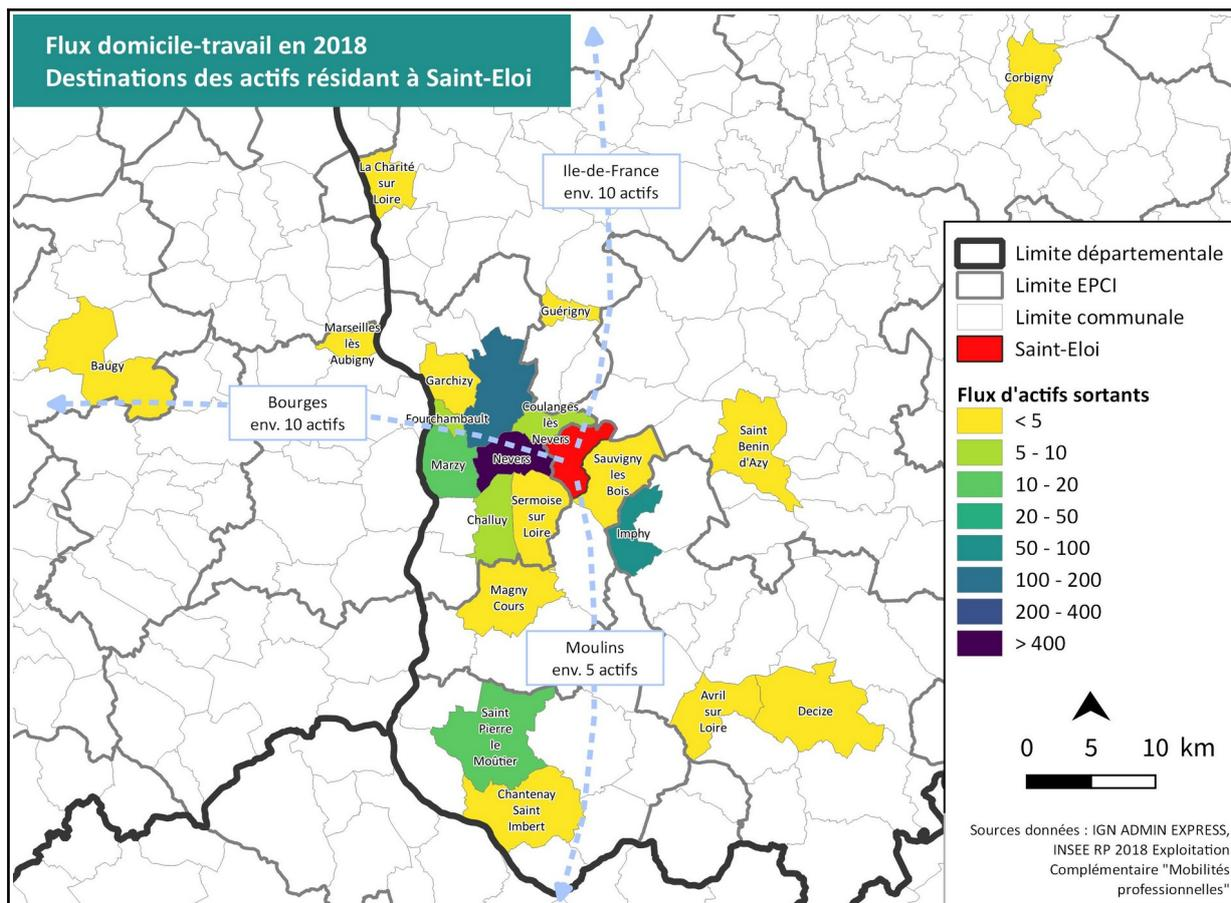 Flux domicile-travail en 2018
Destinations des actifs résidant à Saint-Eloi
Corbigny
La Charité
sur
Loire
Ile-de-France
env. 10 actifs
Guérigny
Marseilles
lès
Aubigny
Baugy
Garchizy
Bourges
env. 10 actifs
Fourchambault
Coulanges
lès
Nevers
Marzy
Nevers
Sauvigny
les
Bois
Saint
Benin
d'Azy
Challuy
Sermoise
sur
Loire
Imphy
Magny
Cours
Moulins
env. 5 actifs
Saint
Pierre
le
Moûtier
Avril
sur
Loire
Decize
Chantenay
Saint
Imbert
Limite départementale
Limite EPCI
Limite communale
Saint-Eloi
Flux d'actifs sortants
< 5
5 - 10
10 - 20
20 - 50
50 - 100
100 - 200
200 - 400
> 400
0 5 10 km
Sources données : IGN ADMIN EXPRESS,
INSEE RP 2018 Exploitation
Complémentaire "Mobilités
professionnelles"